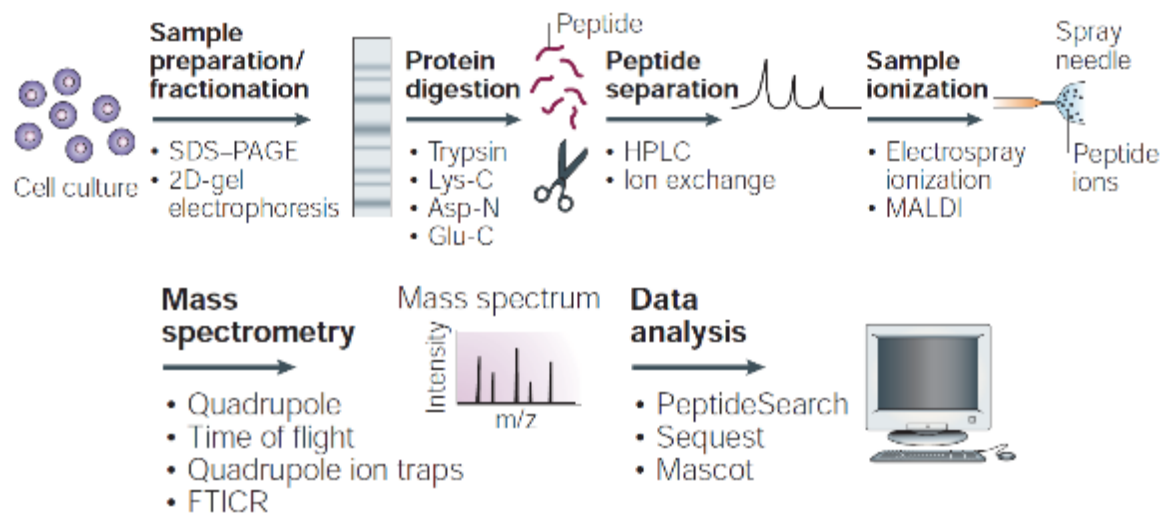 Cell culture
Sample
preparation/
fractionation
• SDS–PAGE
• 2D-gel
electrophoresis
Protein
digestion
• Trypsin
• Lys-C
• Asp-N
• Glu-C
Peptide
Peptide
separation
• HPLC
• Ion exchange
Sample
ionization
• Electrospray
ionization
• MALDI
Spray
needle
Peptide
ions
Mass
spectrometry
• Quadrupole
• Time of flight
• Quadrupole ion traps
• FTICR
Mass spectrum
Intensity
m/z
Data
analysis
• PeptideSearch
• Sequest
• Mascot